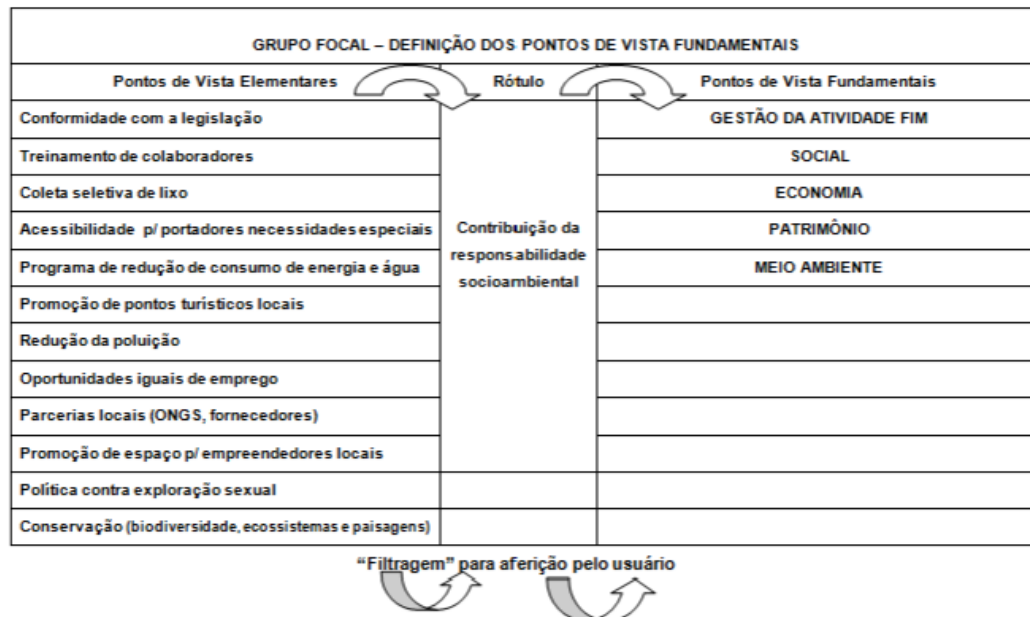 GRUPO FOCAL – DEFINIÇÃO DOS PONTOS DE VISTA FUNDAMENTAIS
Pontos de Vista Elementares
Rótulo
Pontos de Vista Fundamentais
Conformidade com a legislação
GESTÃO DA ATIVIDADE FIM
Treinamento de colaboradores
SOCIAL
Coleta seletiva de lixo
ECONOMIA
Acessibilidade p/ portadores necessidades especiais
Contribuição da
responsabilidade
socioambiental
PATRIMÔNIO
Programa de redução de consumo de energia e água
MEIO AMBIENTE
Promoção de pontos turísticos locais
Redução da poluição
Oportunidades iguais de emprego
Parcerias locais (ONGS, fornecedores)
Promoção de espaço p/ empreendedores locais
Política contra exploração sexual
Conservação (biodiversidade, ecossistemas e paisagens)
“Filtragem” para aferição pelo usuário